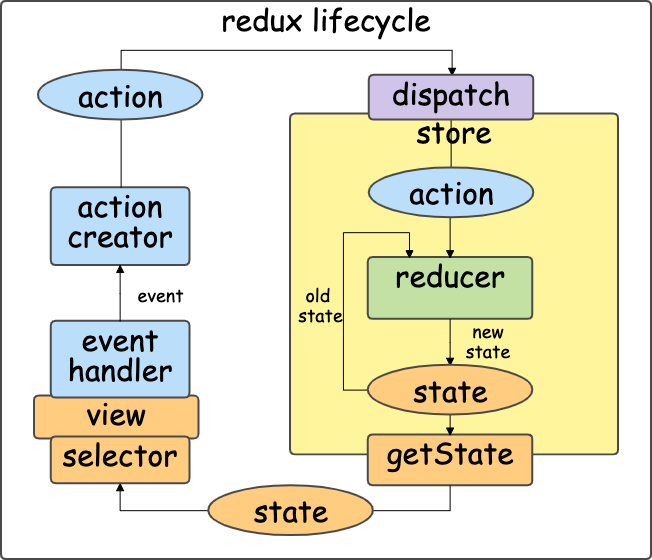 redux lifecycle
action
dispatch
store
action
action
creator
reducer
old
state
event
new
state
event
handler
state
view
getState
selector
state